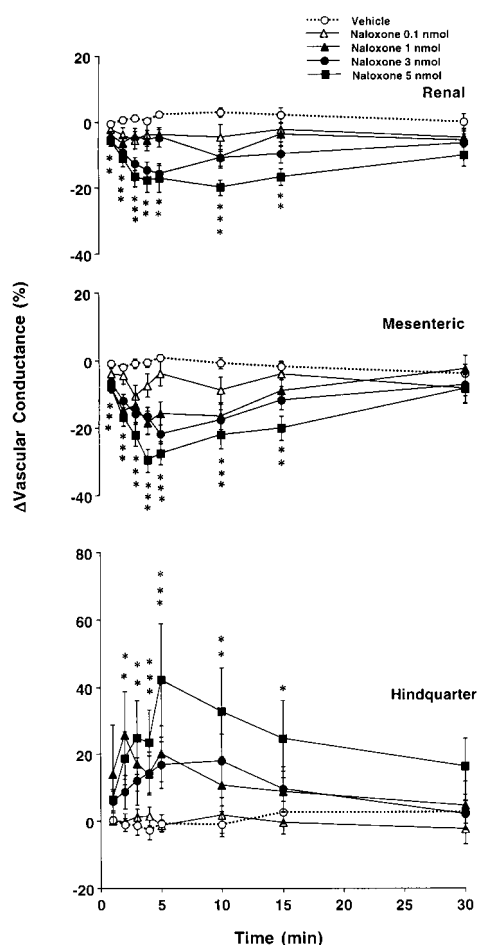 Vehicle
Naloxone 0.1 nmol
Naloxone 1 nmol
Naloxone 3 nmol
Naloxone 5 nmol
Renal
20
0
-20
-40
Mesenteric
20
0
-20
-40
ΔVascular Conductance (%)
Hindquarter
80
60
40
20
0
-20
0 5 10 15 20 25 30
Time (min)